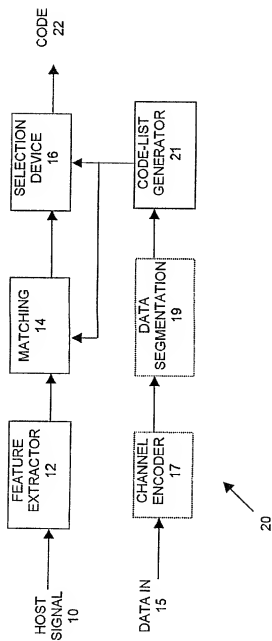 HOST
SIGNAL
10
FEATURE
EXTRACTOR
12
MATCHING
14
SELECTION
DEVICE
16
CODE
22
DATA IN
15
CHANNEL
ENCODER
17
DATA
SEGMENTATION
19
CODE-LIST
GENERATOR
21
20